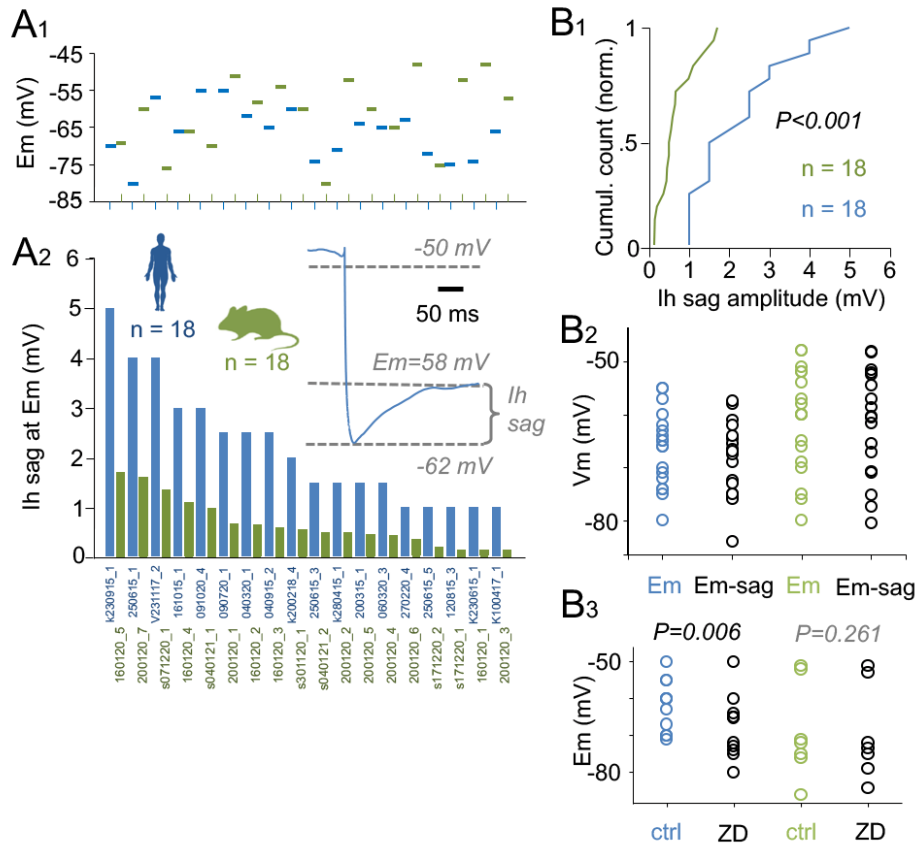 A1
-45
-55
-65
-75
-85
Em (mV)
A2
6
5
4
3
2
1
0
Ih sag at Em (mV)
n = 18
n = 18
-50 mV
50 ms
Em=58 mV
Ih
sag
-62 mV
k230915_1
250615_1
V231117_2
161015_1
091020_4
090720_1
040320_1
040915_2
k200218_4
250615_3
k280415_1
200315_1
060320_3
270220_4
250615_5
120815_3
K230615_1
K100417_1
160120_5
200120_7
s071220_1
160120_4
s040121_1
200120_1
160120_2
160120_3
s301120_1
s040121_2
200120_2
200120_5
200120_4
200120_6
s171220_2
s171220_1
160120_1
200120_3
B1
1
.5
0
Cumul. count (norm.)
P<0.001
n = 18
n = 18
0 1 2 3 4 5 6
Ih sag amplitude (mV)
B2
-50
-80
Vm (mV)
Em Em-sag Em Em-sag
B3
P=0.006 P=0.261
-50
-80
Em (mV)
ctrl ZD ctrl ZD